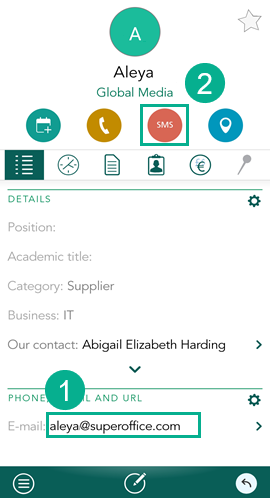 A
Aleya
Global Media
2
SMS
DETAILS
Position:
Academic title:
Category: Supplier
Business: IT
Our contact: Abigail Elizabeth Harding
1
PHONE, AIL AND URL
E-mail: aleya@superoffice.com